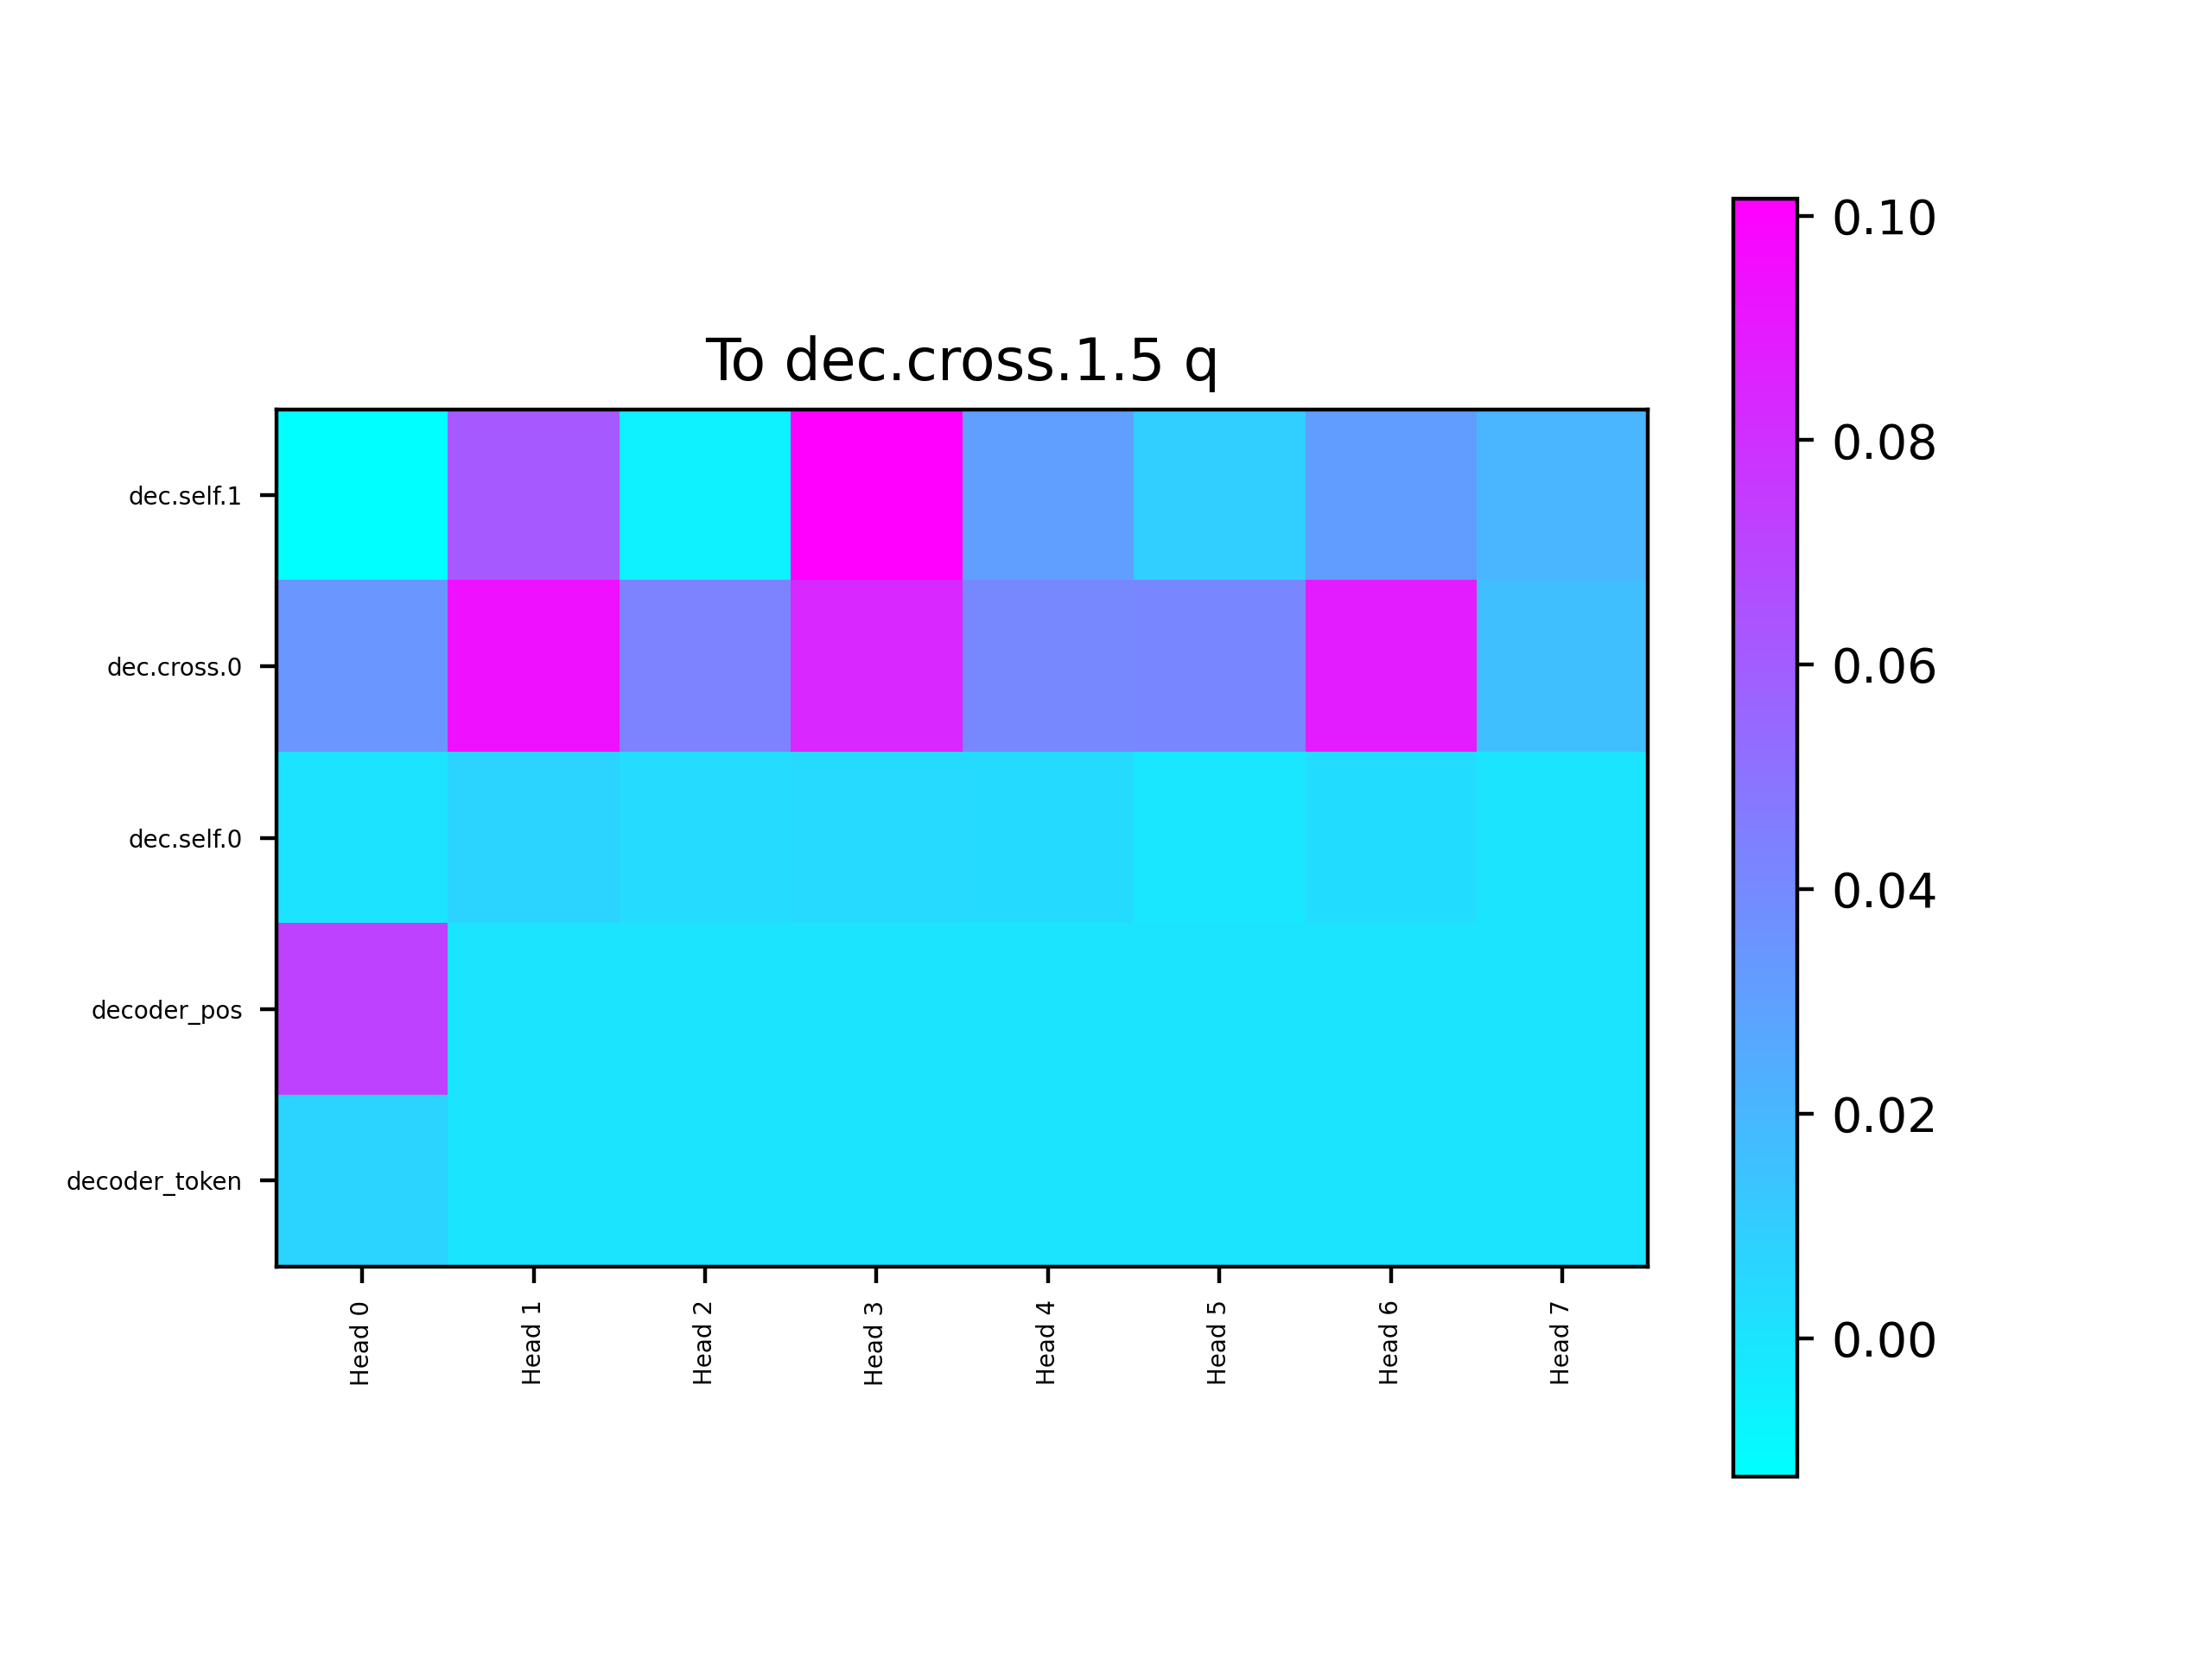 To dec.cross.1.5 q
dec.self.1
dec.cross.0
dec.self.0
decoder_pos
decoder_token
Head 0
Head 1
Head 2
Head 3
Head 4
Head 5
Head 6
Head 7
0.10
0.08
0.06
0.04
0.02
0.00